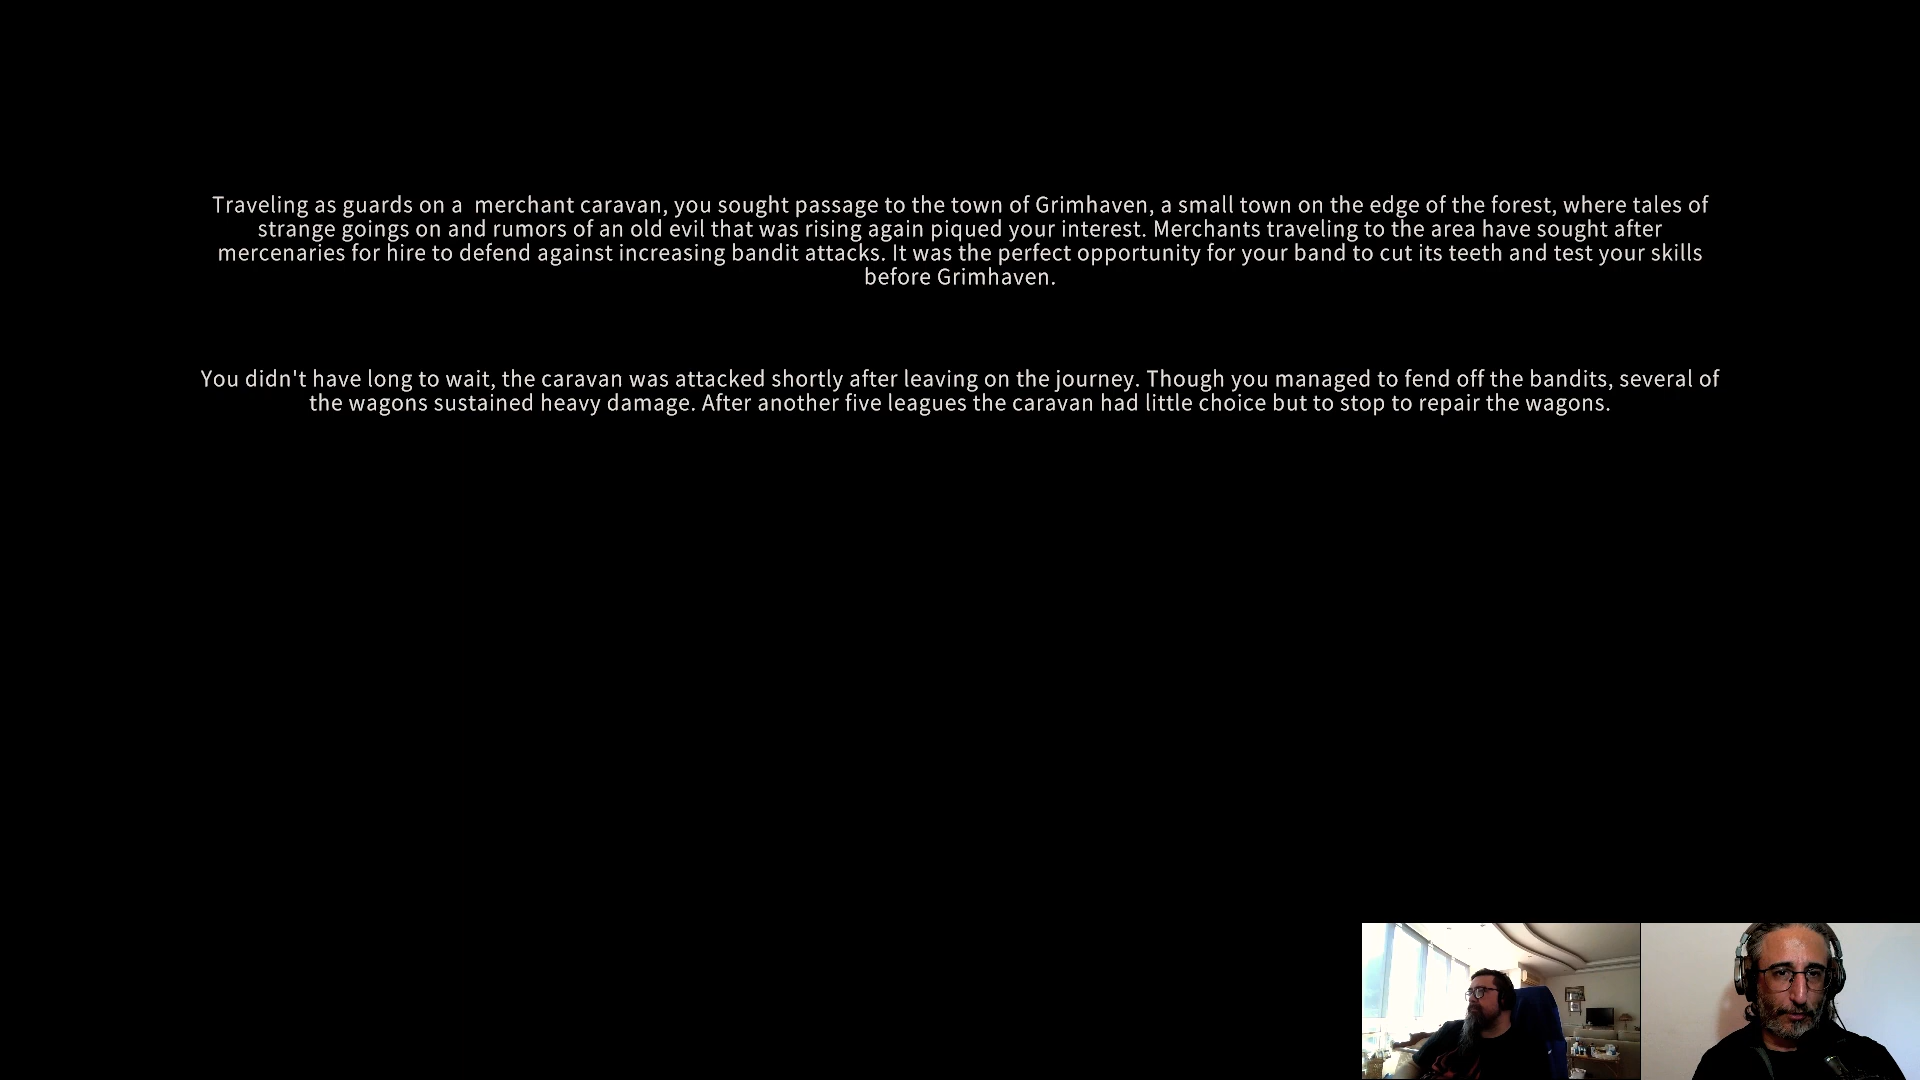 Traveling as guards on a  merchant caravan, you sought passage to the town of Grimhaven, a small town on the edge of the forest, where tales of
strange goings on and rumors of an old evil that was rising again piqued your interest. Merchants traveling to the area have sought after
mercenaries for hire to defend against increasing bandit attacks. It was the perfect opportunity for your band to cut its teeth and test your skills
before Grimhaven.
You didn't have long to wait, the caravan was attacked shortly after leaving on the journey. Though you managed to fend off the bandits, several of
the wagons sustained heavy damage. After another five leagues the caravan had little choice but to stop to repair the wagons.